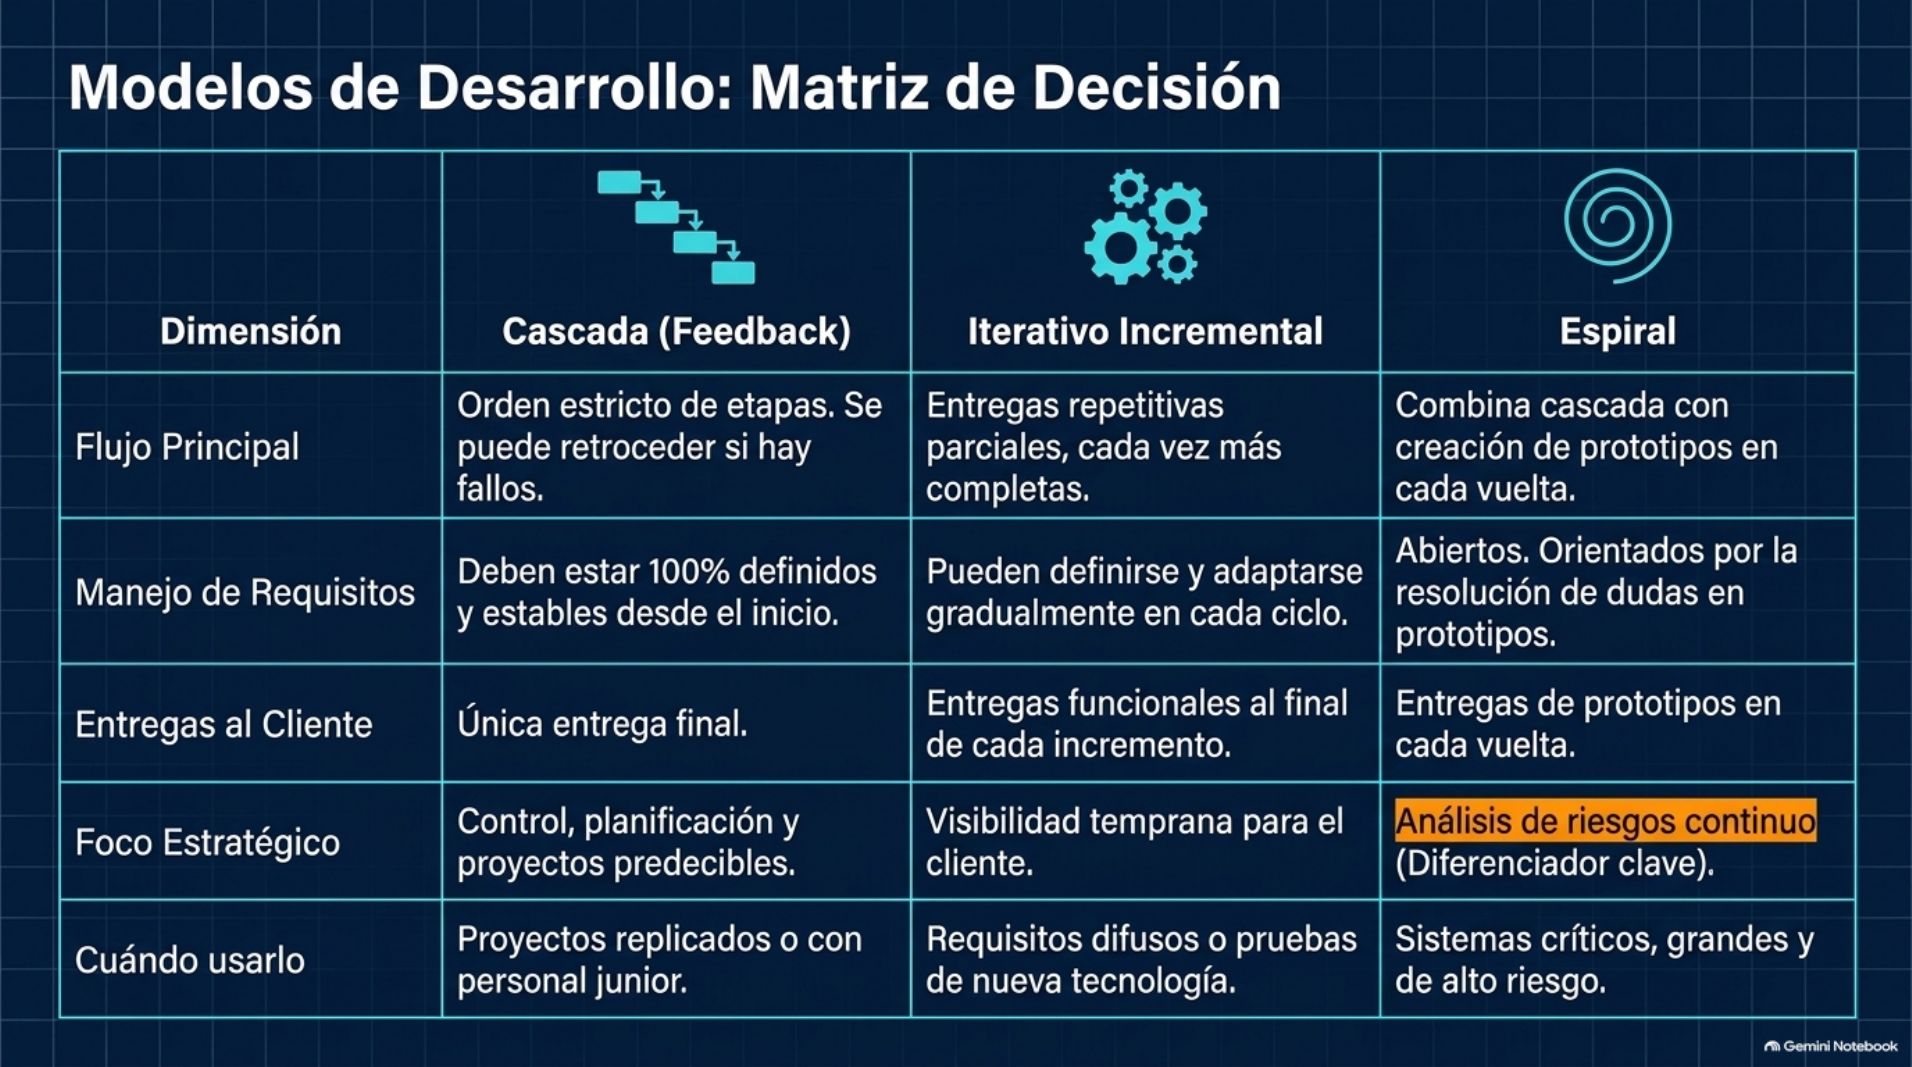 Modelos de Desarrollo: Matriz de Decisión
Dimensión
Cascada (Feedback)
Iterativo Incremental
Espiral
Flujo Principal
Orden estricto de etapas. Se
puede retroceder si hay
fallos.
Entregas repetitivas
parciales, cada vez más
completas.
Combina cascada con
creación de prototipos en
cada vuelta.
Manejo de Requisitos
Deben estar 100% definidos
y estables desde el inicio.
Pueden definirse y adaptarse
gradualmente en cada ciclo.
Abiertos. Orientados por la
resolución de dudas en
prototipos.
Entregas al Cliente
Única entrega final.
Entregas funcionales al final
de cada incremento.
Entregas de prototipos en
cada vuelta.
Foco Estratégico
Control, planificación y
proyectos predecibles.
Visibilidad temprana para el
cliente.
Análisis de riesgos continuo
(Diferenciador clave).
Cuándo usarlo
Proyectos replicados o con
personal junior.
Requisitos difusos o pruebas
de nueva tecnología.
Sistemas críticos, grandes y
de alto riesgo.
Gemini Notebook